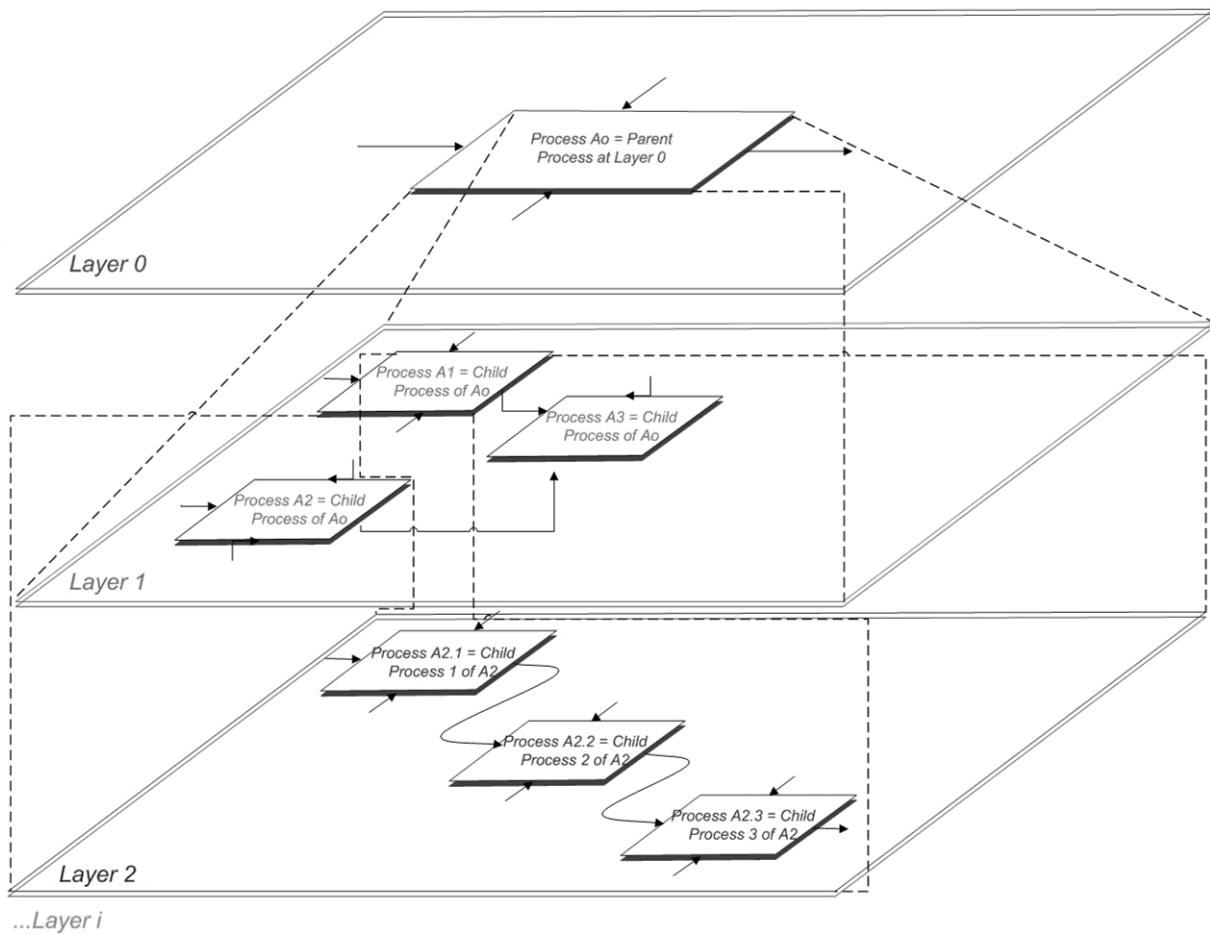 Process Ao = Parent
Process at Layer 0
Layer 0
Process A1 = Child
Process of Ao
Process A3 = Child
Process of Ao
Process A2 = Child
Process of Ao
Layer 1
Process A2.1 = Child
Process 1 of A2
Process A2.2 = Child
Process 2 of A2
Process A2.3 = Child
Process 3 of A2
Layer 2
...Layer i